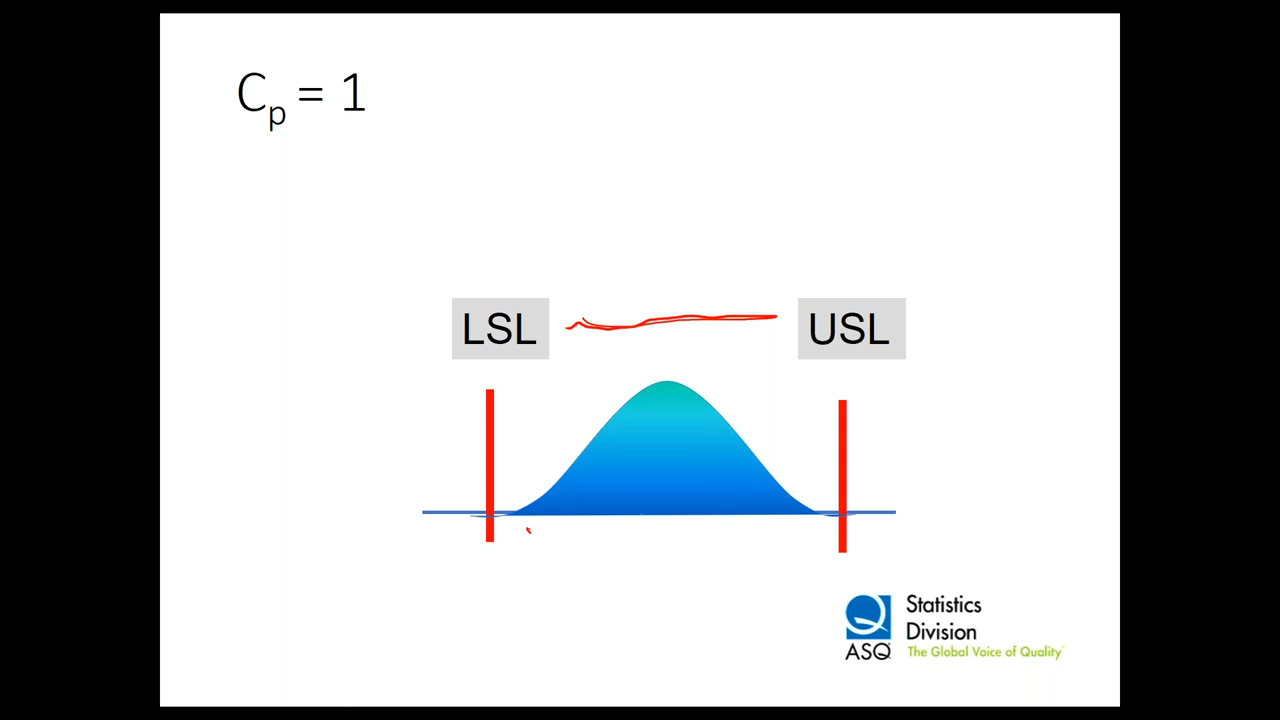 Cp = 1
LSL
USL
Statistics
Division
ASQ
The Global Voice of Quality